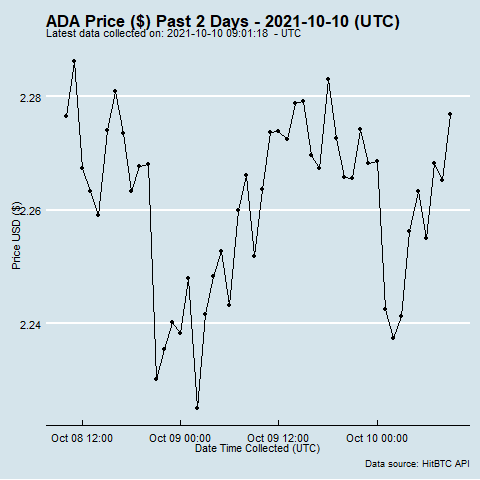 ADA Price ($) Past 2 Days - 2021-10-10 (UTC)
Latest data collected on: 2021-10-10 09:01:18 - UTC
2.28
2.26
2.24
Price USD ($)
Oct 08 12:00 Oct 09 00:00 Oct 09 12:00 Oct 10 00:00
Date Time Collected (UTC)
Data source: HitBTC API